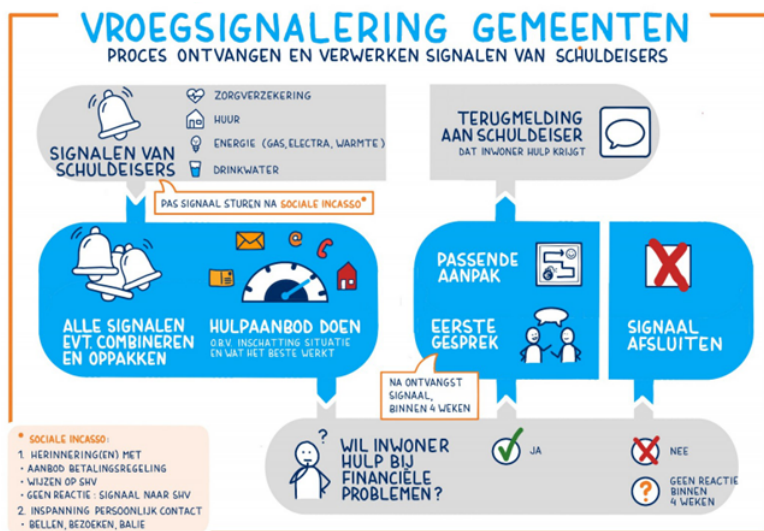 VROEGSIGNALERING GEMEENTEN
PROCES ONTVANGEN EN VERWERKEN SIGNALEN VAN SCHULDEISERS
SIGNALEN VAN
SCHULDEISERS
ZORGVERZEKERING
HUUR
ENERGIE (GAS, ELECTRA, WARMTE)
DRINKWATER
PAS SIGNAAL STUREN NA SOCIALE INCASSO*
ALLE SIGNALEN
EVT. COMBINEREN
EN OPPAKKEN
HULPAANBOD DOEN
O.B.V. INSCHATTING SITUATIE
EN WAT HET BESTE WERKT
WIL INWONER
HULP BIJ
FINANCIËLE
PROBLEMEN?
JA
NEE
GEEN REACTIE
BINNEN
4 WEKEN
NA ONTVANGST
SIGNAAL,
BINNEN 4 WEKEN
EERSTE
GESPREK
PASSENDE
AANPAK
TERUGMELDING
AAN SCHULDEISER
DAT INWONER HULP KRIJGT
SIGNAAL
AFSLUITEN
* SOCIALE INCASSO:
1. HERINNERING(EN) MET
• AANBOD BETALINGSREGELING
• WIJZEN OP SHV
• GEEN REACTIE: SIGNAAL NAAR SHV
2. INSPANNING PERSOONLIJK CONTACT
• BELLEN, BEZOEKEN, BALIE